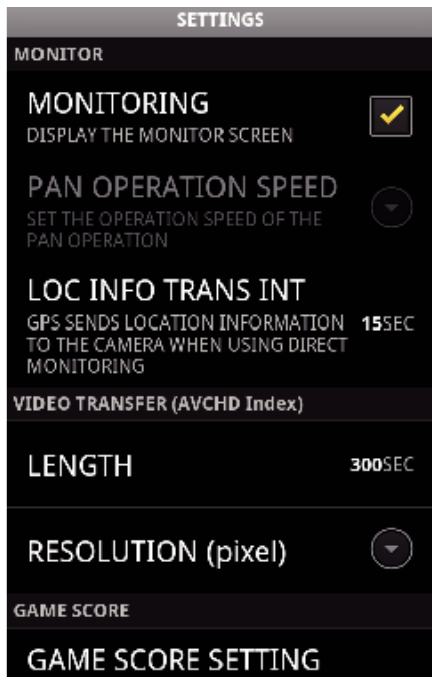 SETTINGS
MONITOR
MONITORING
DISPLAY THE MONITOR SCREEN
PAN OPERATION SPEED
SET THE OPERATION SPEED OF THE
PAN OPERATION
LOC INFO TRANS INT
GPS SENDS LOCATION INFORMATION
TO THE CAMERA WHEN USING DIRECT
MONITORING
15SEC
VIDEO TRANSFER (AVCHD Index)
LENGTH
300SEC
RESOLUTION (pixel)
GAME SCORE
GAME SCORE SETTING